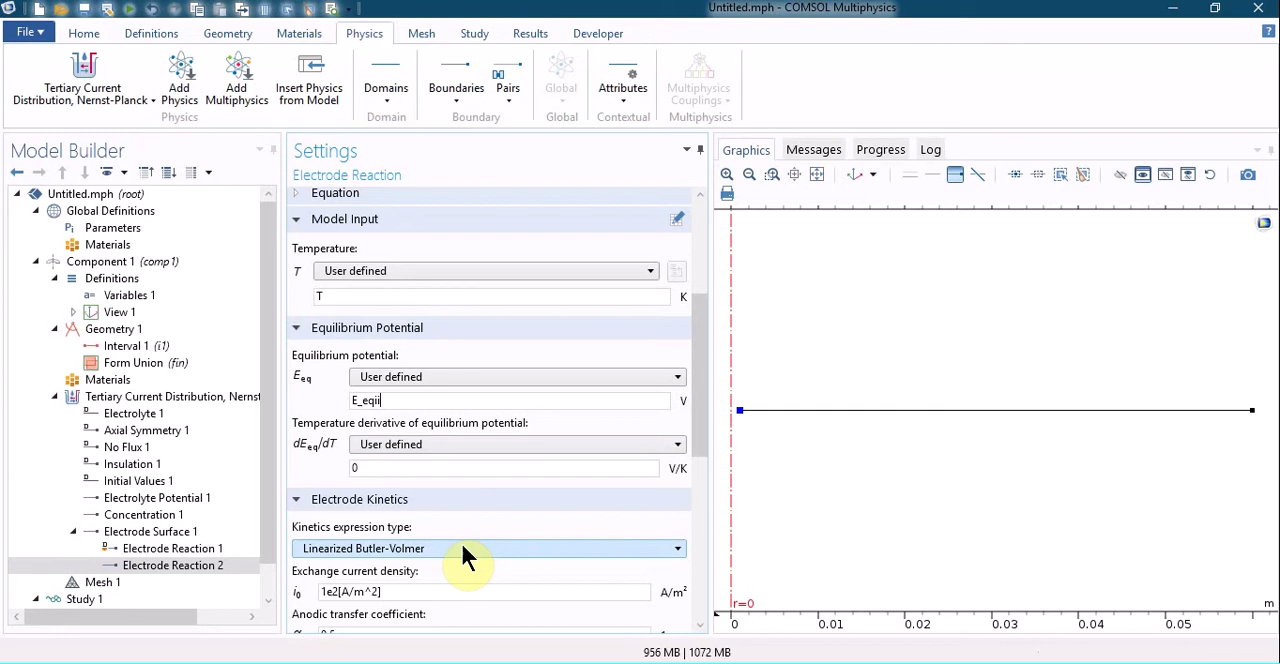 Untitled.mph - COMSOL Multiphysics
File Home Definitions Geometry Materials Physics Mesh Study Results Developer
Tertiary Current Distribution, Nernst-Planck
Add Physics
Add Multiphysics
Insert Physics from Model
Domains
Boundaries
Pairs
Global
Attributes
Multiphysics Couplings
Physics Domain Boundary Global Contextual Multiphysics
Model Builder
Untitled.mph (root)
Global Definitions
Pi Parameters
Materials
Component 1 (comp1)
Definitions
a= Variables 1
View 1
Geometry 1
Interval 1 (i1)
Form Union (fin)
Materials
Tertiary Current Distribution, Nernst
Electrolyte 1
Axial Symmetry 1
No Flux 1
Insulation 1
Initial Values 1
Electrolyte Potential 1
Concentration 1
Electrode Surface 1
Electrode Reaction 1
Electrode Reaction 2
Mesh 1
Study 1
Settings
Electrode Reaction
Equation
Model Input
Temperature:
T User defined
T K
Equilibrium Potential
Equilibrium potential:
Eeq User defined
E_eqii V
Temperature derivative of equilibrium potential:
dEeq/dT User defined
0 V/K
Electrode Kinetics
Kinetics expression type:
Linearized Butler-Volmer
Exchange current density:
i0 1e2[A/m^2] A/m²
Anodic transfer coefficient:
Graphics Messages Progress Log
r=0 m
0 0.01 0.02 0.03 0.04 0.05
956 MB | 1072 MB